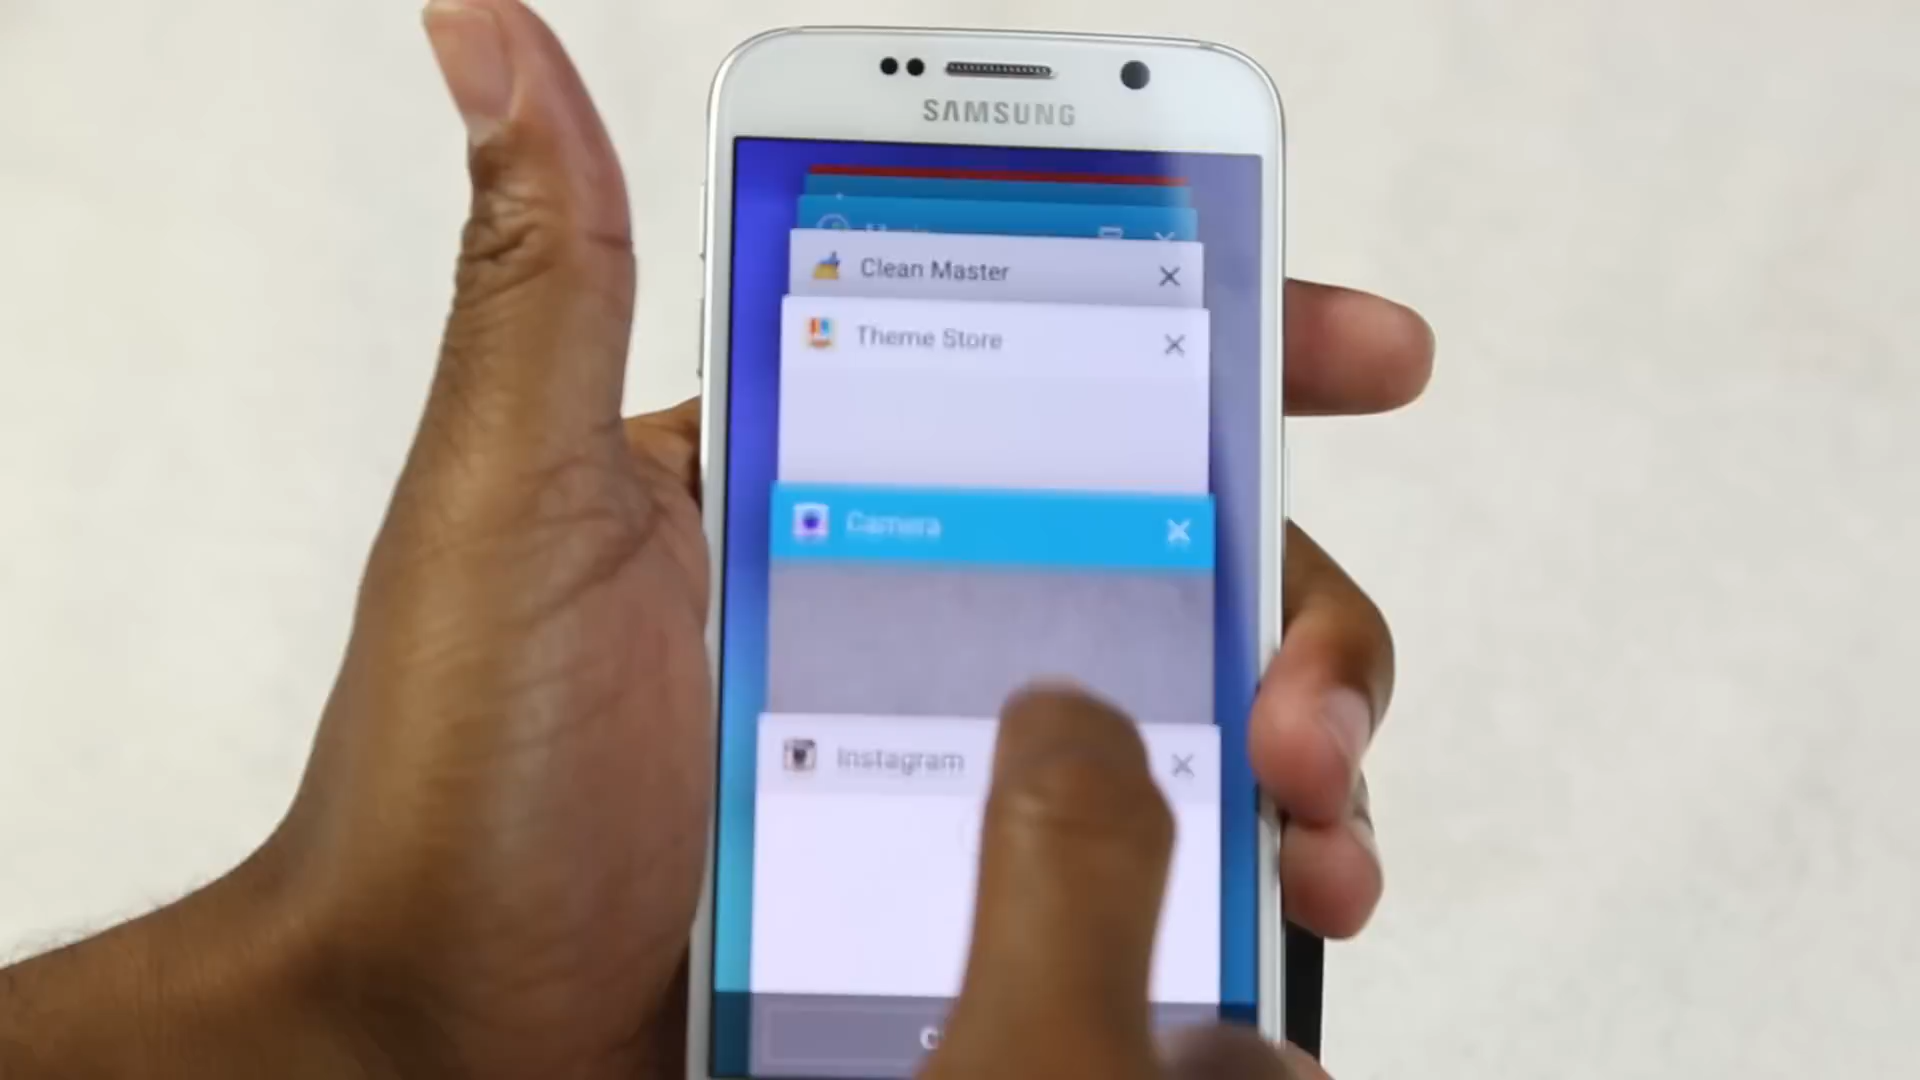 SAMSUNG
Clean Master
Theme Store
Camera
Instagram